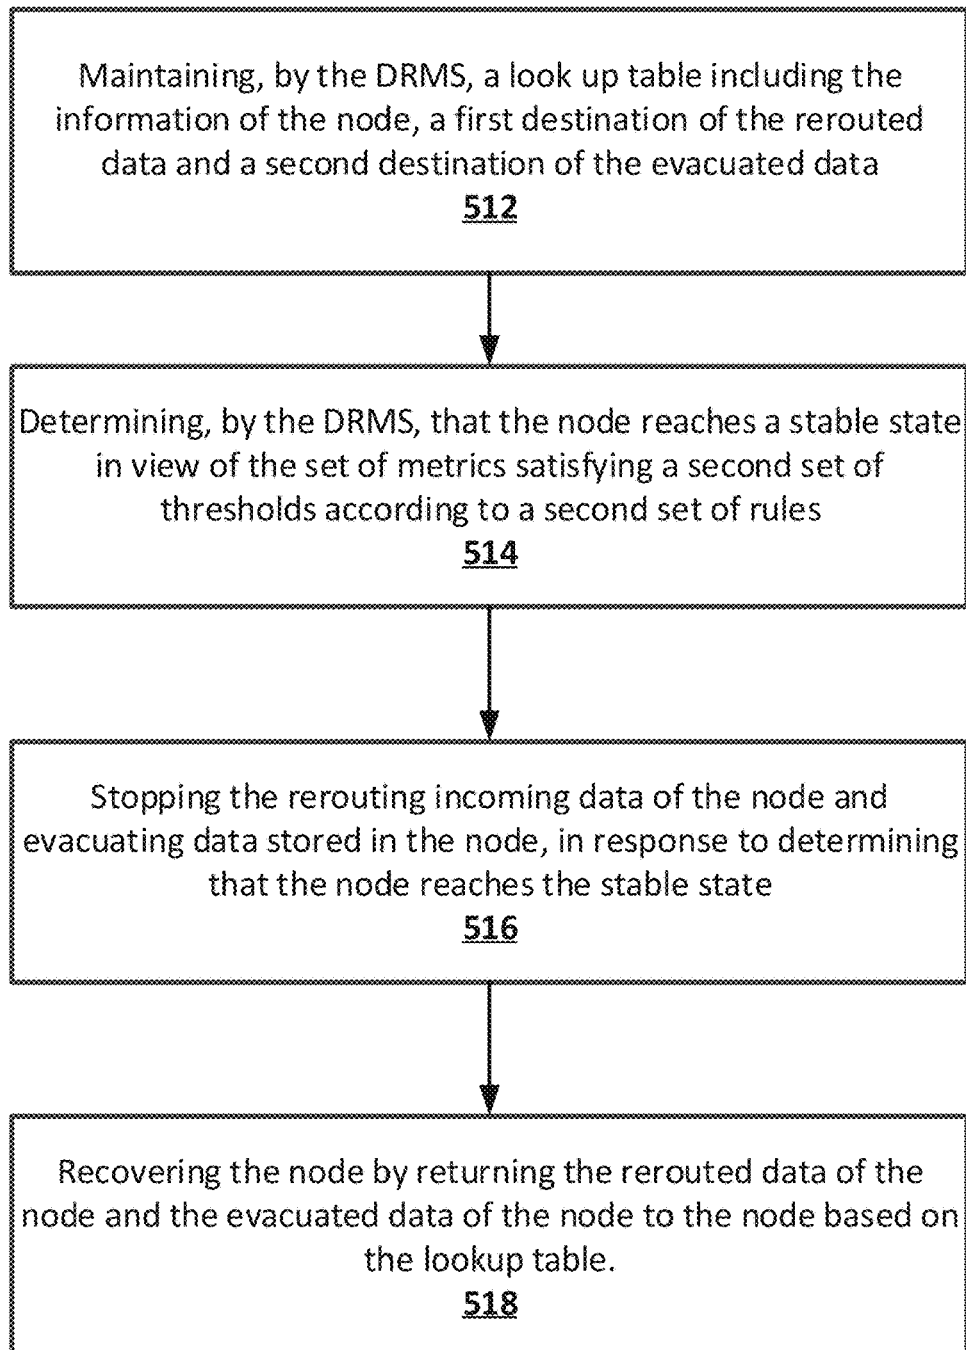 Maintaining, by the DRMS, a look up table including the
information of the node, a first destination of the rerouted
data and a second destination of the evacuated data
512
Determining, by the DRMS, that the node reaches a stable state
in view of the set of metrics satisfying a second set of
thresholds according to a second set of rules
514
Stopping the rerouting incoming data of the node and
evacuating data stored in the node, in response to determining
that the node reaches the stable state
516
Recovering the node by returning the rerouted data of the
node and the evacuated data of the node to the node based on
the lookup table.
518